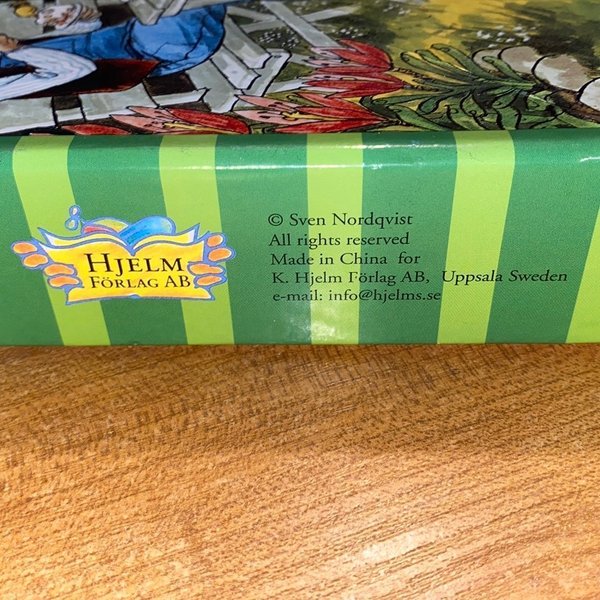 HJELM
FÖRLAG AB
© Sven Nordqvist
All rights reserved
Made in China for
K. Hjelm Förlag AB, Uppsala Sweden
e-mail: info@hjelms.se